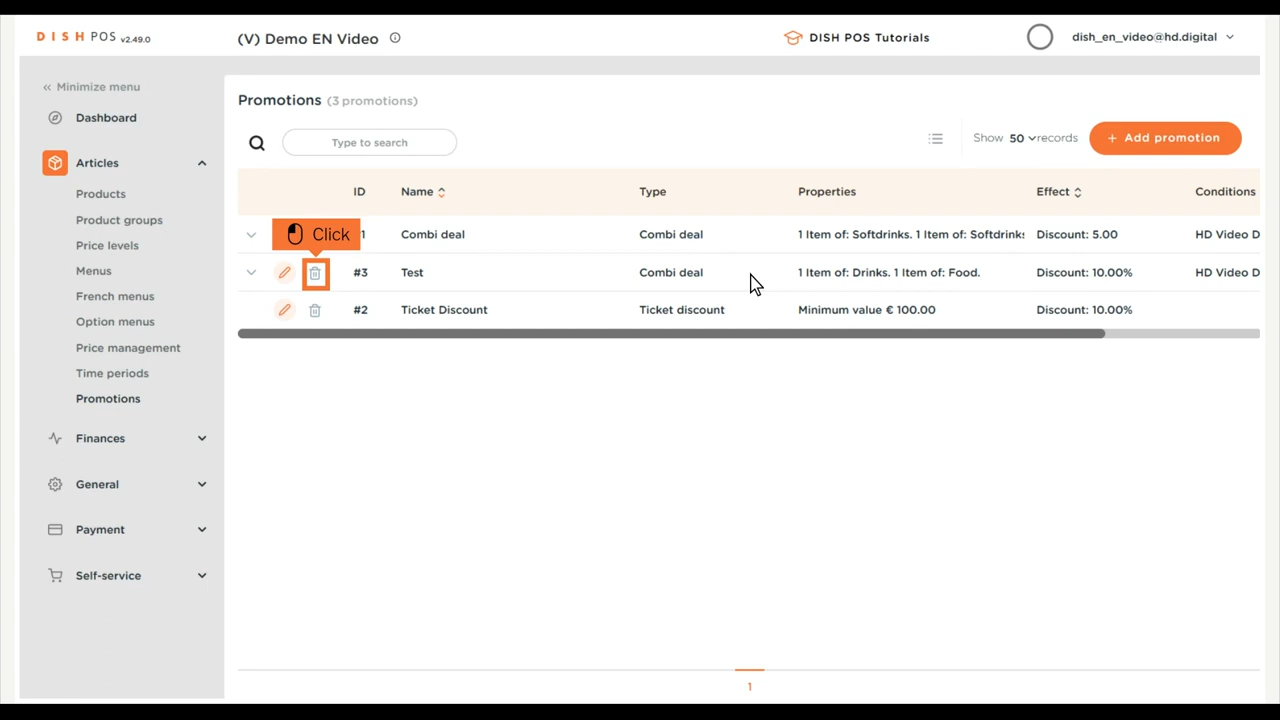 DISH POS v2.49.0
(V) Demo EN Video
DISH POS Tutorials
dish_en_video@hd.digital
Minimize menu
Dashboard
Articles
Products
Product groups
Price levels
Menus
French menus
Option menus
Price management
Time periods
Promotions
Finances
General
Payment
Self-service
Promotions (3 promotions)
Type to search
Show 50 records
+ Add promotion
ID Name Type Properties Effect Conditions
Click
1 Combi deal Combi deal 1 Item of: Softdrinks. 1 Item of: Softdrinks Discount: 5.00 HD Video D
#3 Test Combi deal 1 Item of: Drinks. 1 Item of: Food. Discount: 10.00% HD Video D
#2 Ticket Discount Ticket discount Minimum value € 100.00 Discount: 10.00%
1